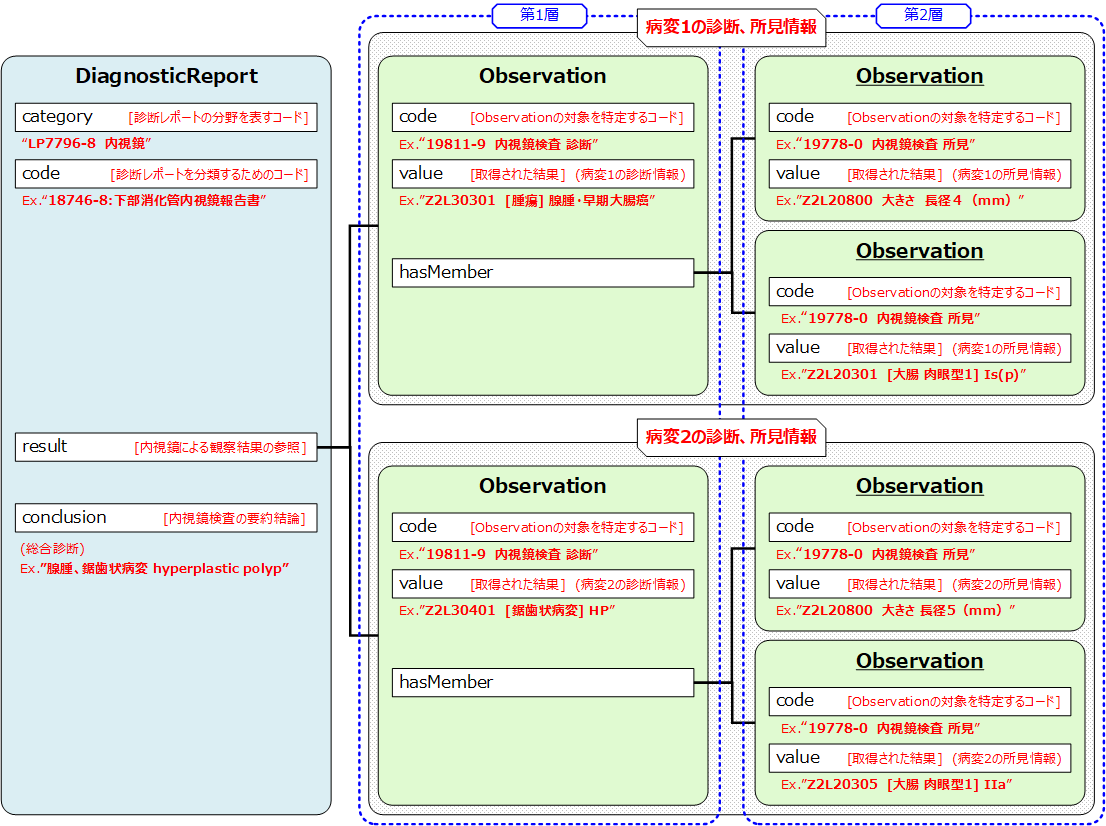 第1層
第2層
病変1の診断、所見情報
DiagnosticReport
category [診断レポートの分野を表すコード]
“LP7796-8 内視鏡”
code [診断レポートを分類するためのコード]
Ex.“18746-8:下部消化管内視鏡報告書”
result [内視鏡による観察結果の参照]
conclusion [内視鏡検査の要約結論]
(総合診断)
Ex.”腺腫、鋸歯状病変 hyperplastic polyp”
Observation
code [Observationの対象を特定するコード]
Ex.“19811-9 内視鏡検査 診断”
value [取得された結果] (病変1の診断情報)
Ex.”Z2L30301 [腫瘍] 腺腫・早期大腸癌”
hasMember
Observation
code [Observationの対象を特定するコード]
Ex.“19778-0 内視鏡検査 所見”
value [取得された結果] (病変1の所見情報)
Ex.”Z2L20800 大きさ 長径４（mm）”
Observation
code [Observationの対象を特定するコード]
Ex.“19778-0 内視鏡検査 所見”
value [取得された結果] (病変1の所見情報)
Ex.”Z2L20301 [大腸 肉眼型1] Is(p)”
病変2の診断、所見情報
Observation
code [Observationの対象を特定するコード]
Ex.“19811-9 内視鏡検査 診断”
value [取得された結果] (病変2の診断情報)
Ex.”Z2L30401 [鋸歯状病変] HP”
hasMember
Observation
code [Observationの対象を特定するコード]
Ex.“19778-0 内視鏡検査 所見”
value [取得された結果] (病変2の所見情報)
Ex.”Z2L20800 大きさ 長径５（mm）”
Observation
code [Observationの対象を特定するコード]
Ex.“19778-0 内視鏡検査 所見”
value [取得された結果] (病変2の所見情報)
Ex.”Z2L20305 [大腸 肉眼型1] IIa”